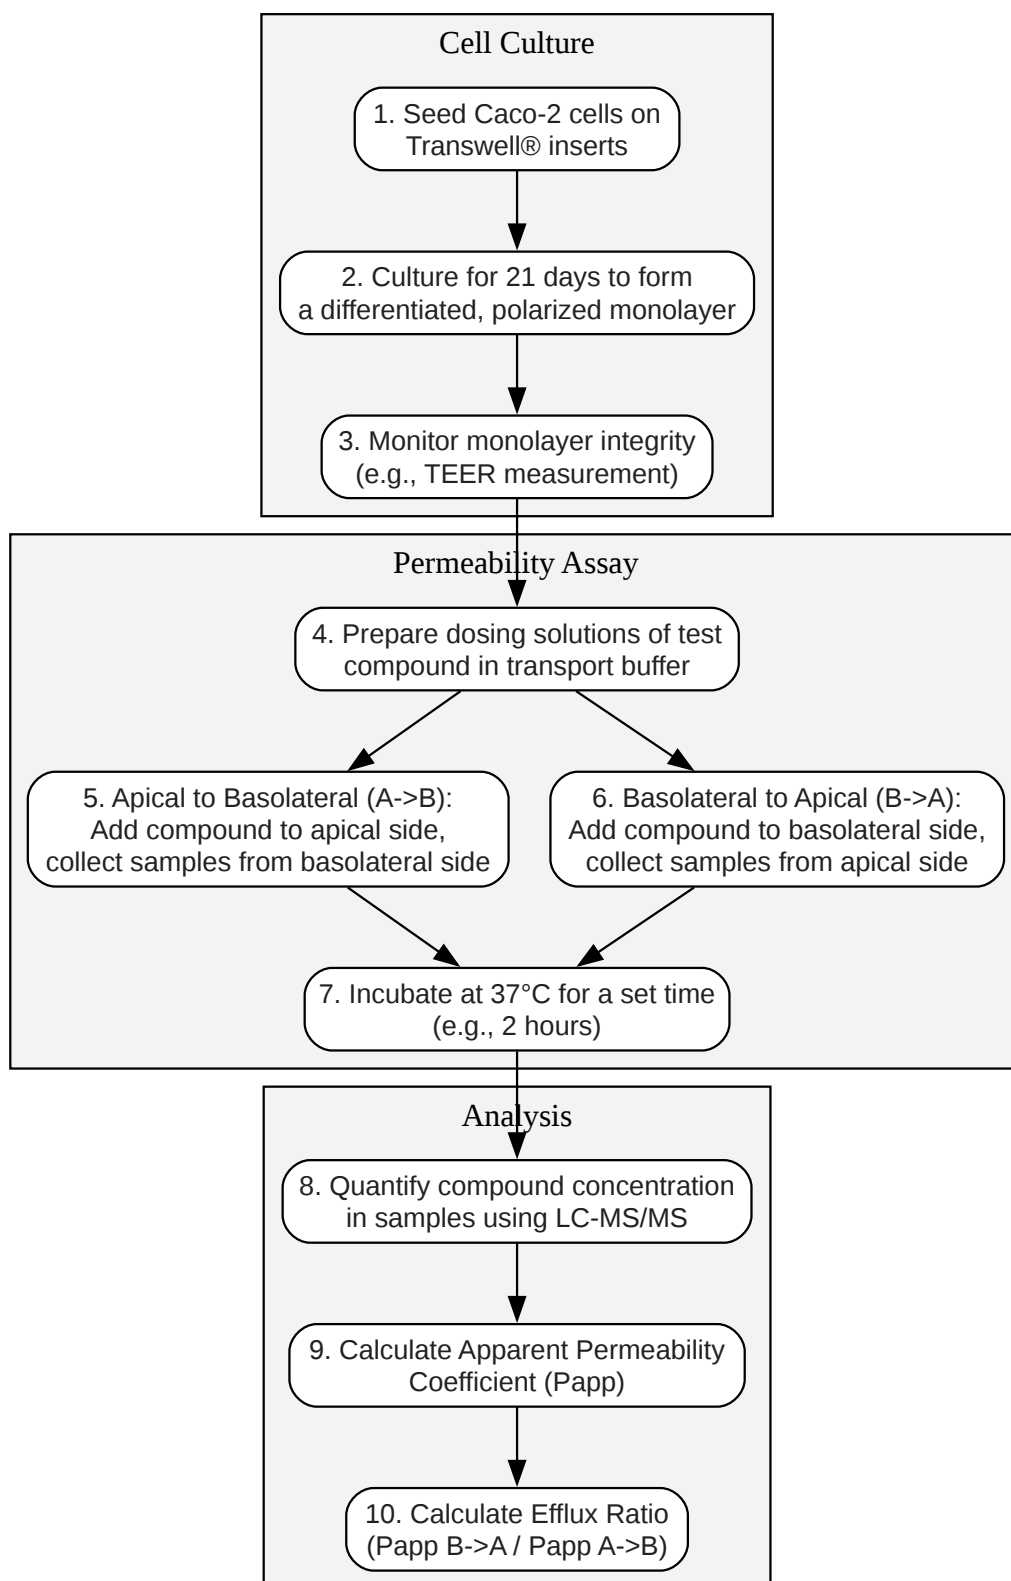 Cell Culture
1. Seed Caco-2 cells on
Transwell® inserts
2. Culture for 21 days to form
a differentiated, polarized monolayer
3. Monitor monolayer integrity
(e.g., TEER measurement)
Permeability Assay
4. Prepare dosing solutions of test
compound in transport buffer
5. Apical to Basolateral (A->B):
Add compound to apical side,
collect samples from basolateral side
6. Basolateral to Apical (B->A):
Add compound to basolateral side,
collect samples from apical side
7. Incubate at 37°C for a set time
(e.g., 2 hours)
Analysis
8. Quantify compound concentration
in samples using LC-MS/MS
9. Calculate Apparent Permeability
Coefficient (Papp)
10. Calculate Efflux Ratio
(Papp B->A / Papp A->B)